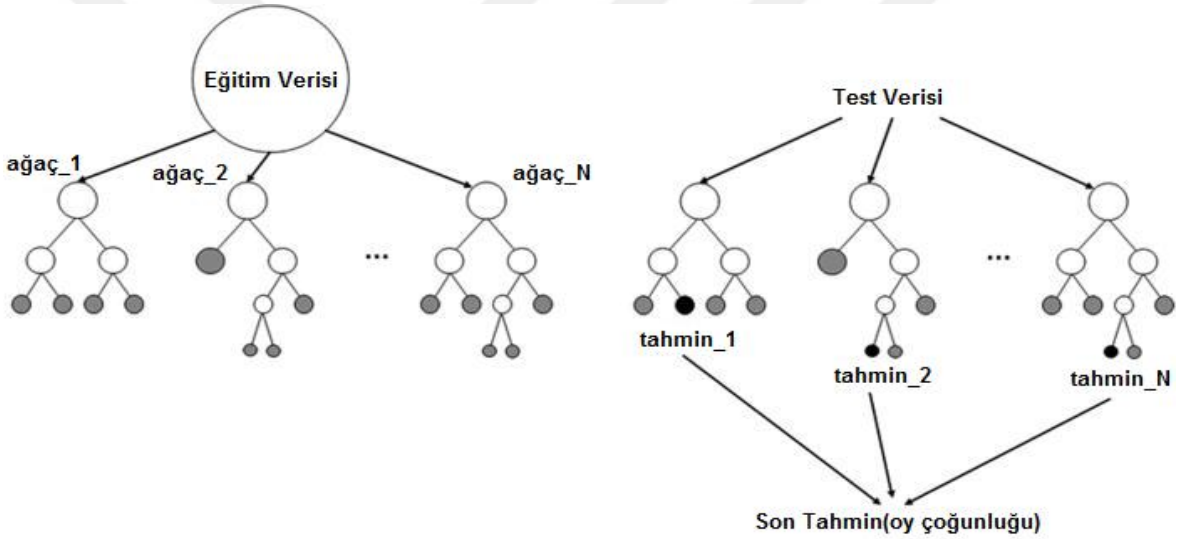 Eğitim Verisi
ağaç_1
ağaç_2
ağaç_N
...
Test Verisi
...
tahmin_1
tahmin_2
tahmin_N
Son Tahmin(oy çoğunluğu)